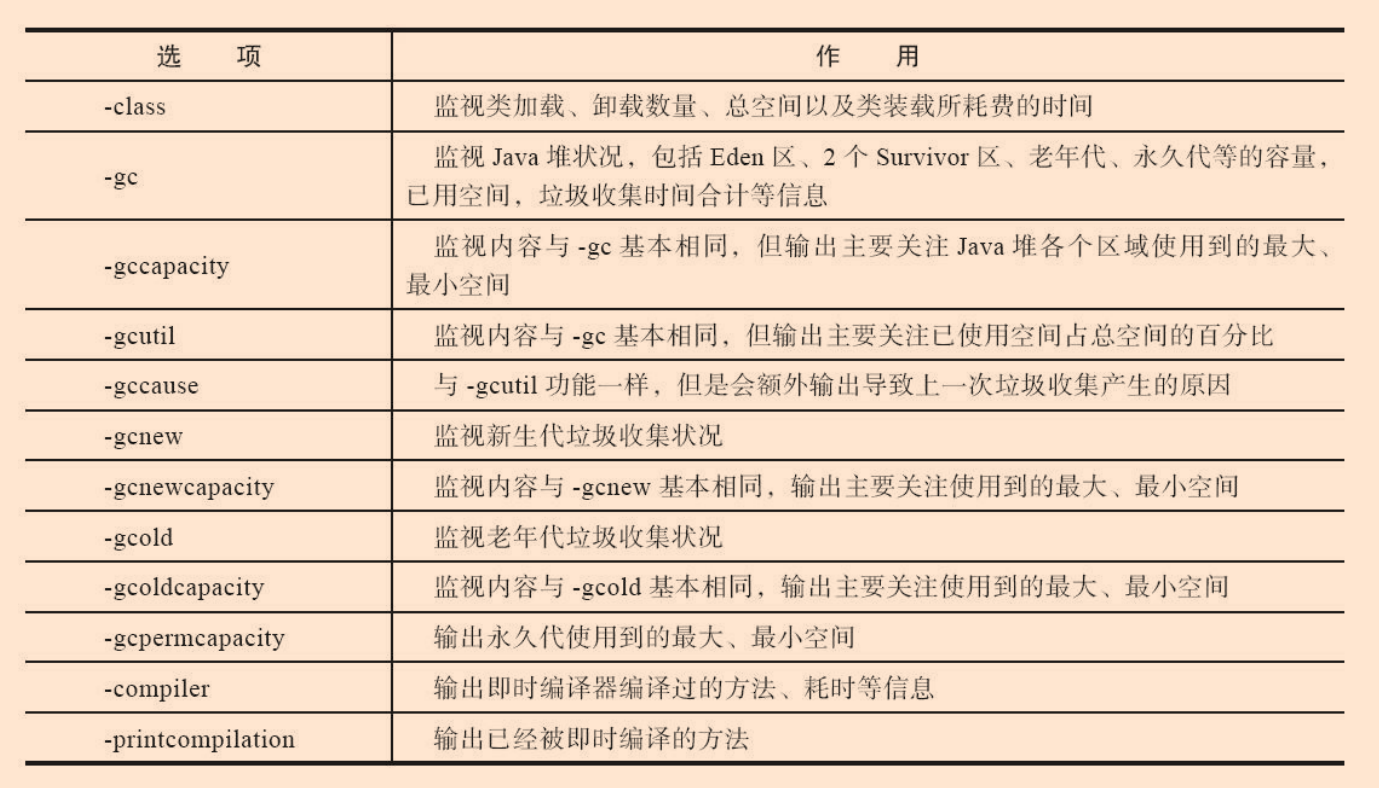 选 项 作 用
-class 监视类加载、卸载数量、总空间以及类装载所耗费的时间
-gc 监视 Java 堆状况，包括 Eden 区、2 个 Survivor 区、老年代、永久代等的容量，
已用空间，垃圾收集时间合计等信息
-gccapacity 监视内容与 -gc 基本相同，但输出主要关注 Java 堆各个区域使用到的最大、
最小空间
-gcutil 监视内容与 -gc 基本相同，但输出主要关注已使用空间占总空间的百分比
-gccause 与 -gcutil 功能一样，但是会额外输出导致上一次垃圾收集产生的原因
-gcnew 监视新生代垃圾收集状况
-gcnewcapacity 监视内容与 -gcnew 基本相同，输出主要关注使用到的最大、最小空间
-gcold 监视老年代垃圾收集状况
-gcoldcapacity 监视内容与 -gcold 基本相同，输出主要关注使用到的最大、最小空间
-gcpermcapacity 输出永久代使用到的最大、最小空间
-compiler 输出即时编译器编译过的方法、耗时等信息
-printcompilation 输出已经被即时编译的方法